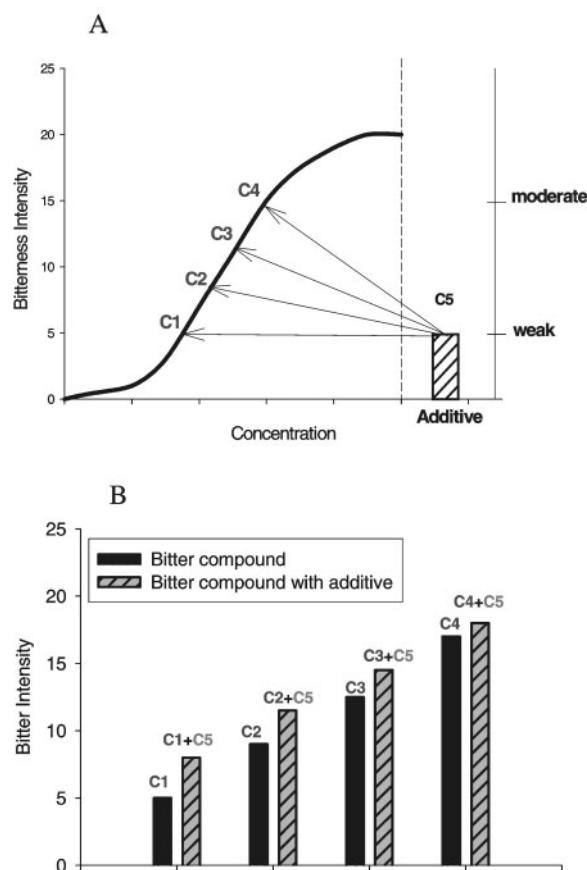 A
25
20
15
10
5
0
Bitterness Intensity
C4
C3
C2
C1
C5
moderate
weak
Additive
Concentration
B
25
20
15
10
5
0
Bitter Intensity
Bitter compound
Bitter compound with additive
C1
C1+C5
C2
C2+C5
C3
C3+C5
C4
C4+C5